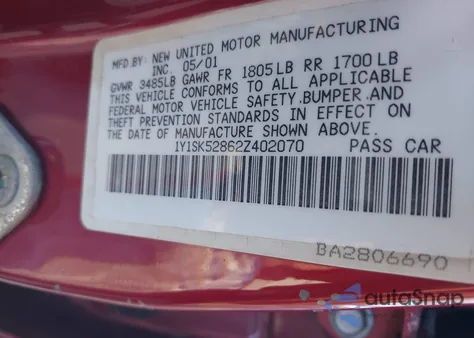 MFD BY: NEW UNITED MOTOR MANUFACTURING
INC. 05/01
GVWR 3485LB GAWR FR 1805LB RR 1700LB
THIS VEHICLE CONFORMS TO ALL APPLICABLE
FEDERAL MOTOR VEHICLE SAFETY,BUMPER,AND
THEFT PREVENTION STANDARDS IN EFFECT ON
THE DATE OF MANUFACTURE SHOWN ABOVE.
1Y1SK52862Z402070 PASS CAR
BA2806690
autoSnap